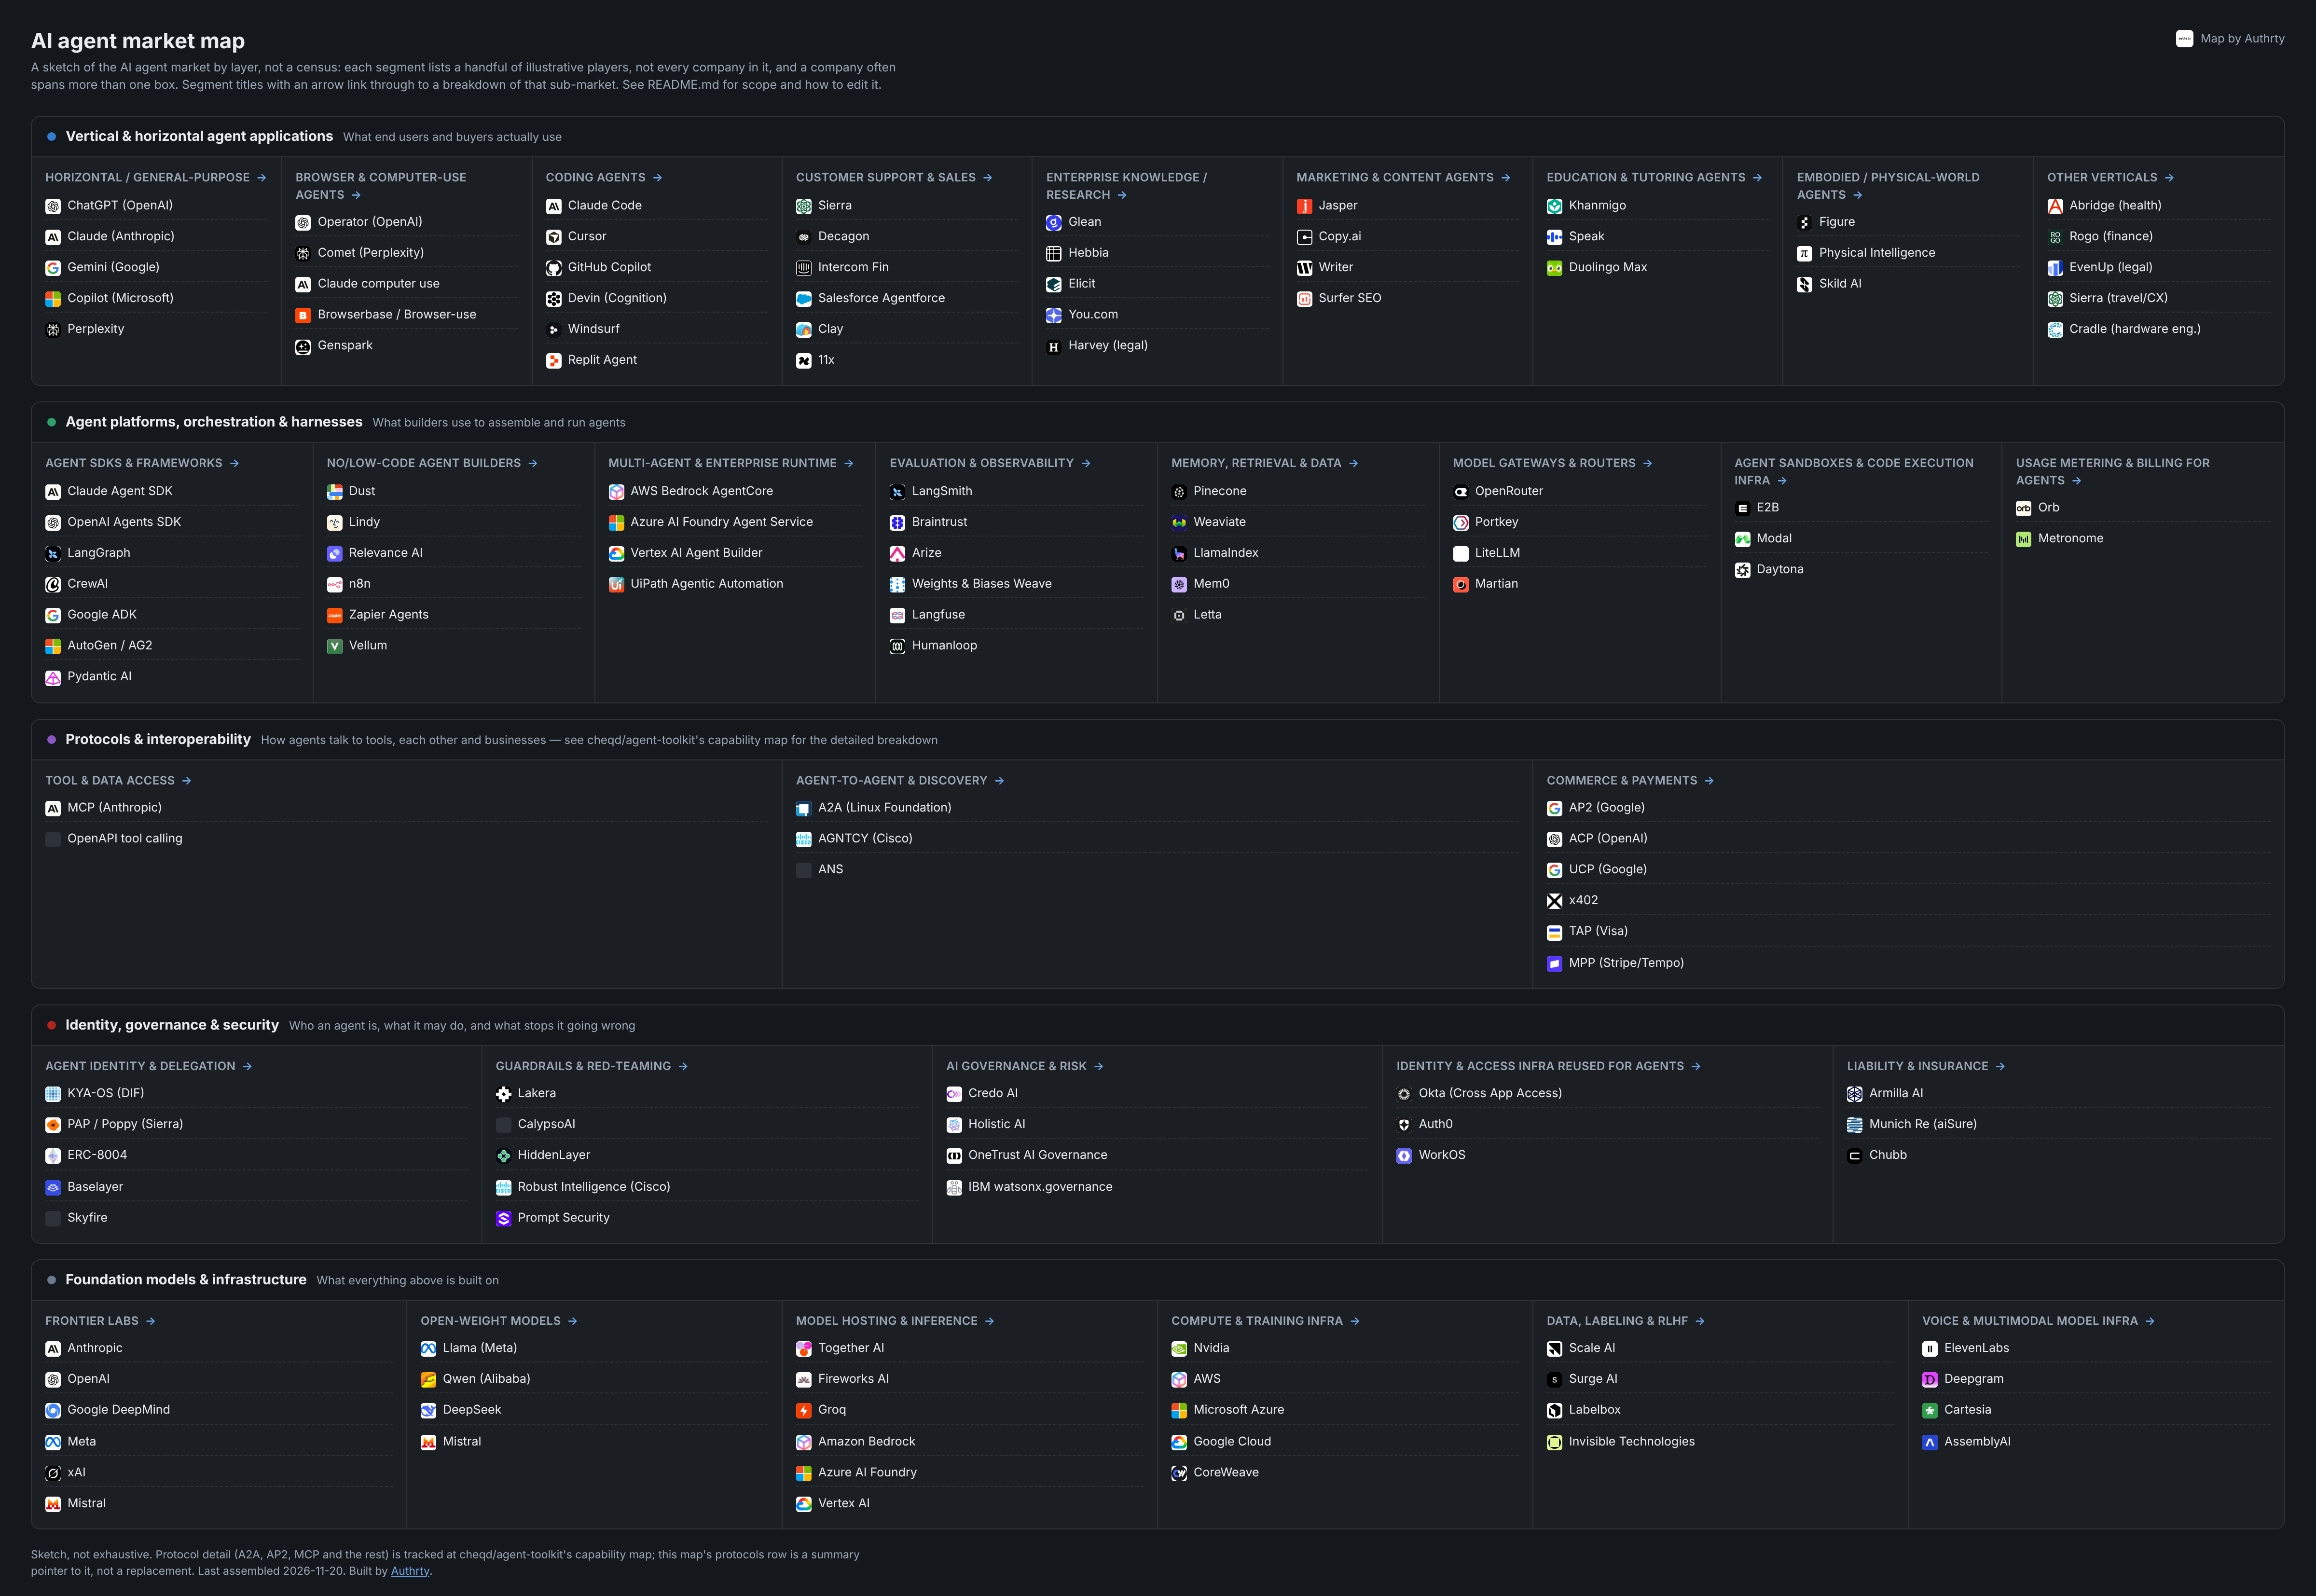 AI agent market map
Map by Authrty
A sketch of the AI agent market by layer, not a census: each segment lists a handful of illustrative players, not every company in it, and a company often
spans more than one box. Segment titles with an arrow link through to a breakdown of that sub-market. See README.md for scope and how to edit it.
Vertical & horizontal agent applications What end users and buyers actually use
HORIZONTAL / GENERAL-PURPOSE →
ChatGPT (OpenAI)
Claude (Anthropic)
Gemini (Google)
Copilot (Microsoft)
Perplexity
BROWSER & COMPUTER-USE
AGENTS →
Operator (OpenAI)
Comet (Perplexity)
Claude computer use
Browserbase / Browser-use
Genspark
CODING AGENTS →
Claude Code
Cursor
GitHub Copilot
Devin (Cognition)
Windsurf
Replit Agent
CUSTOMER SUPPORT & SALES →
Sierra
Decagon
Intercom Fin
Salesforce Agentforce
Clay
11x
ENTERPRISE KNOWLEDGE /
RESEARCH →
Glean
Hebbia
Elicit
You.com
Harvey (legal)
MARKETING & CONTENT AGENTS →
Jasper
Copy.ai
Writer
Surfer SEO
EDUCATION & TUTORING AGENTS →
Khanmigo
Speak
Duolingo Max
EMBODIED / PHYSICAL-WORLD
AGENTS →
Figure
Physical Intelligence
Skild AI
OTHER VERTICALS →
Abridge (health)
Rogo (finance)
EvenUp (legal)
Sierra (travel/CX)
Cradle (hardware eng.)
Agent platforms, orchestration & harnesses What builders use to assemble and run agents
AGENT SDKS & FRAMEWORKS →
Claude Agent SDK
OpenAI Agents SDK
LangGraph
CrewAI
Google ADK
AutoGen / AG2
Pydantic AI
NO/LOW-CODE AGENT BUILDERS →
Dust
Lindy
Relevance AI
n8n
Zapier Agents
Vellum
MULTI-AGENT & ENTERPRISE RUNTIME →
AWS Bedrock AgentCore
Azure AI Foundry Agent Service
Vertex AI Agent Builder
UiPath Agentic Automation
EVALUATION & OBSERVABILITY →
LangSmith
Braintrust
Arize
Weights & Biases Weave
Langfuse
Humanloop
MEMORY, RETRIEVAL & DATA →
Pinecone
Weaviate
LlamaIndex
Mem0
Letta
MODEL GATEWAYS & ROUTERS →
OpenRouter
Portkey
LiteLLM
Martian
AGENT SANDBOXES & CODE EXECUTION
INFRA →
E2B
Modal
Daytona
USAGE METERING & BILLING FOR
AGENTS →
Orb
Metronome
Protocols & interoperability How agents talk to tools, each other and businesses — see cheqd/agent-toolkit's capability map for the detailed breakdown
TOOL & DATA ACCESS →
MCP (Anthropic)
OpenAPI tool calling
AGENT-TO-AGENT & DISCOVERY →
A2A (Linux Foundation)
AGNTCY (Cisco)
ANS
COMMERCE & PAYMENTS →
AP2 (Google)
ACP (OpenAI)
UCP (Google)
x402
TAP (Visa)
MPP (Stripe/Tempo)
Identity, governance & security Who an agent is, what it may do, and what stops it going wrong
AGENT IDENTITY & DELEGATION →
KYA-OS (DIF)
PAP / Poppy (Sierra)
ERC-8004
Baselayer
Skyfire
GUARDRAILS & RED-TEAMING →
Lakera
CalypsoAI
HiddenLayer
Robust Intelligence (Cisco)
Prompt Security
AI GOVERNANCE & RISK →
Credo AI
Holistic AI
OneTrust AI Governance
IBM watsonx.governance
IDENTITY & ACCESS INFRA REUSED FOR AGENTS →
Okta (Cross App Access)
Auth0
WorkOS
LIABILITY & INSURANCE →
Armilla AI
Munich Re (aiSure)
Chubb
Foundation models & infrastructure What everything above is built on
FRONTIER LABS →
Anthropic
OpenAI
Google DeepMind
Meta
xAI
Mistral
OPEN-WEIGHT MODELS →
Llama (Meta)
Qwen (Alibaba)
DeepSeek
Mistral
MODEL HOSTING & INFERENCE →
Together AI
Fireworks AI
Groq
Amazon Bedrock
Azure AI Foundry
Vertex AI
COMPUTE & TRAINING INFRA →
Nvidia
AWS
Microsoft Azure
Google Cloud
CoreWeave
DATA, LABELING & RLHF →
Scale AI
Surge AI
Labelbox
Invisible Technologies
VOICE & MULTIMODAL MODEL INFRA →
ElevenLabs
Deepgram
Cartesia
AssemblyAI
Sketch, not exhaustive. Protocol detail (A2A, AP2, MCP and the rest) is tracked at cheqd/agent-toolkit's capability map; this map's protocols row is a summary
pointer to it, not a replacement. Last assembled 2026-11-20. Built by Authrty.